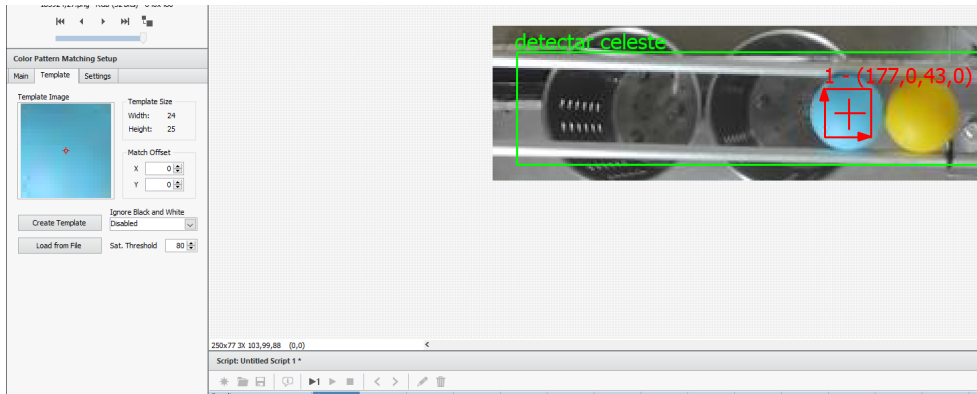 Color Pattern Matching Setup
Main Template Settings
Template Image
Template Size
Width: 24
Height: 25
Match Offset
X 0
Y 0
Create Template
Ignore Black and White
Disabled
Load from File
Sat. Threshold 80
detectar celeste
1 - (177,0,43,0)
250x77 3X 103,99,88 (0,0)
Script: Untitled Script 1 *